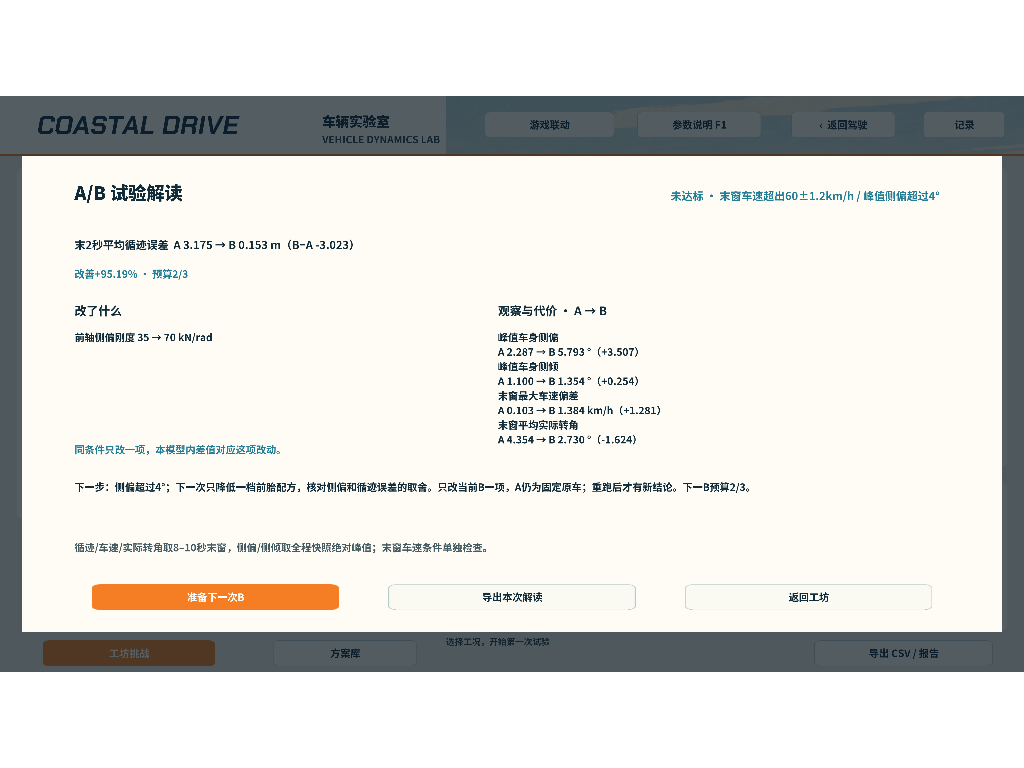 COASTAL DRIVE
车辆实验室
VEHICLE DYNAMICS LAB
游戏联动
参数说明 F1
‹ 返回驾驶
记录
A/B 试验解读
未达标 · 末窗车速超出60±1.2km/h / 峰值侧偏超过4°
末2秒平均循迹误差 A 3.175 → B 0.153 m（B−A -3.023）
改善+95.19% · 预算2/3
改了什么
前轴侧偏刚度 35 → 70 kN/rad
观察与代价 · A → B
峰值车身侧偏
A 2.287 → B 5.793 °（+3.507）
峰值车身侧倾
A 1.100 → B 1.354 °（+0.254）
末窗最大车速偏差
A 0.103 → B 1.384 km/h（+1.281）
末窗平均实际转角
A 4.354 → B 2.730 °（-1.624）
同条件只改一项，本模型内差值对应这项改动。
下一步：侧偏超过4°；下一次只降低一档前胎配方，核对侧偏和循迹误差的取舍。只改当前B一项，A仍为固定原车；重跑后才有新结论。下一B预算2/3。
循迹/车速/实际转角取8–10秒末窗，侧偏/侧倾取全程快照绝对峰值；末窗车速条件单独检查。
准备下一次B
导出本次解读
返回工坊
工坊挑战
方案库
选择工况，开始第一次试验
导出 CSV / 报告